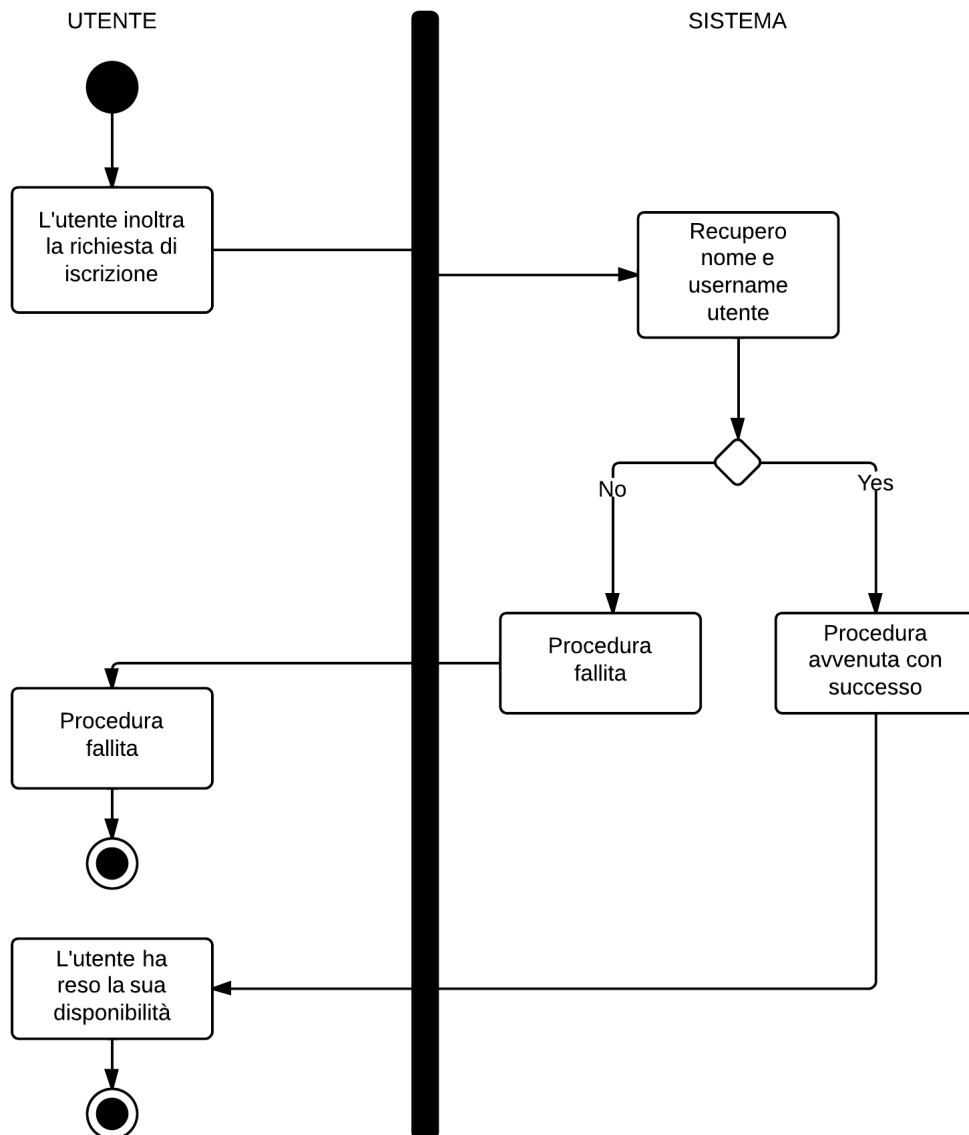 UTENTE
SISTEMA
L'utente inoltra
la richiesta di
iscrizione
Recupero
nome e
username
utente
No
Yes
Procedura
fallita
Procedura
avvenuta con
successo
Procedura
fallita
L'utente ha
reso la sua
disponibilità